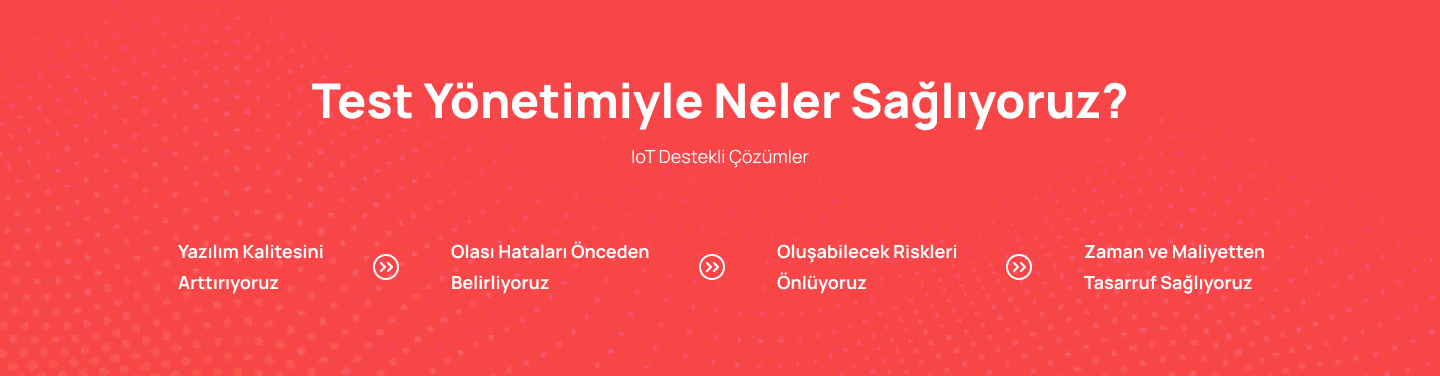 Test Yönetimiyle Neler Sağlıyoruz?
IoT Destekli Çözümler
Yazılım Kalitesini
Arttırıyoruz
Olası Hataları Önceden
Belirliyoruz
Oluşabilecek Riskleri
Önlüyoruz
Zaman ve Maliyetten
Tasarruf Sağlıyoruz